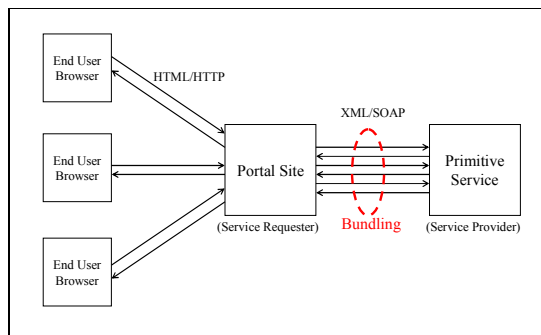 End User
Browser
HTML/HTTP
End User
Browser
End User
Browser
Portal Site
(Service Requester)
XML/SOAP
Bundling
Primitive
Service
(Service Provider)